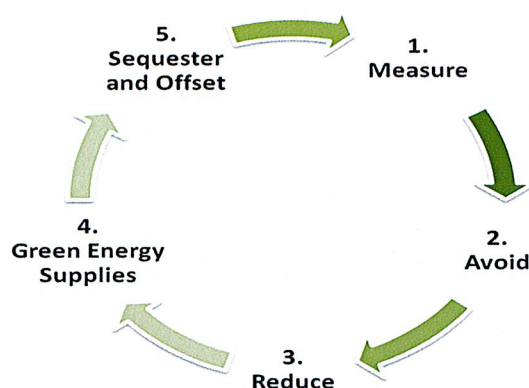 1.
Measure
2.
Avoid
3.
Reduce
4.
Green Energy
Supplies
5.
Sequester
and Offset